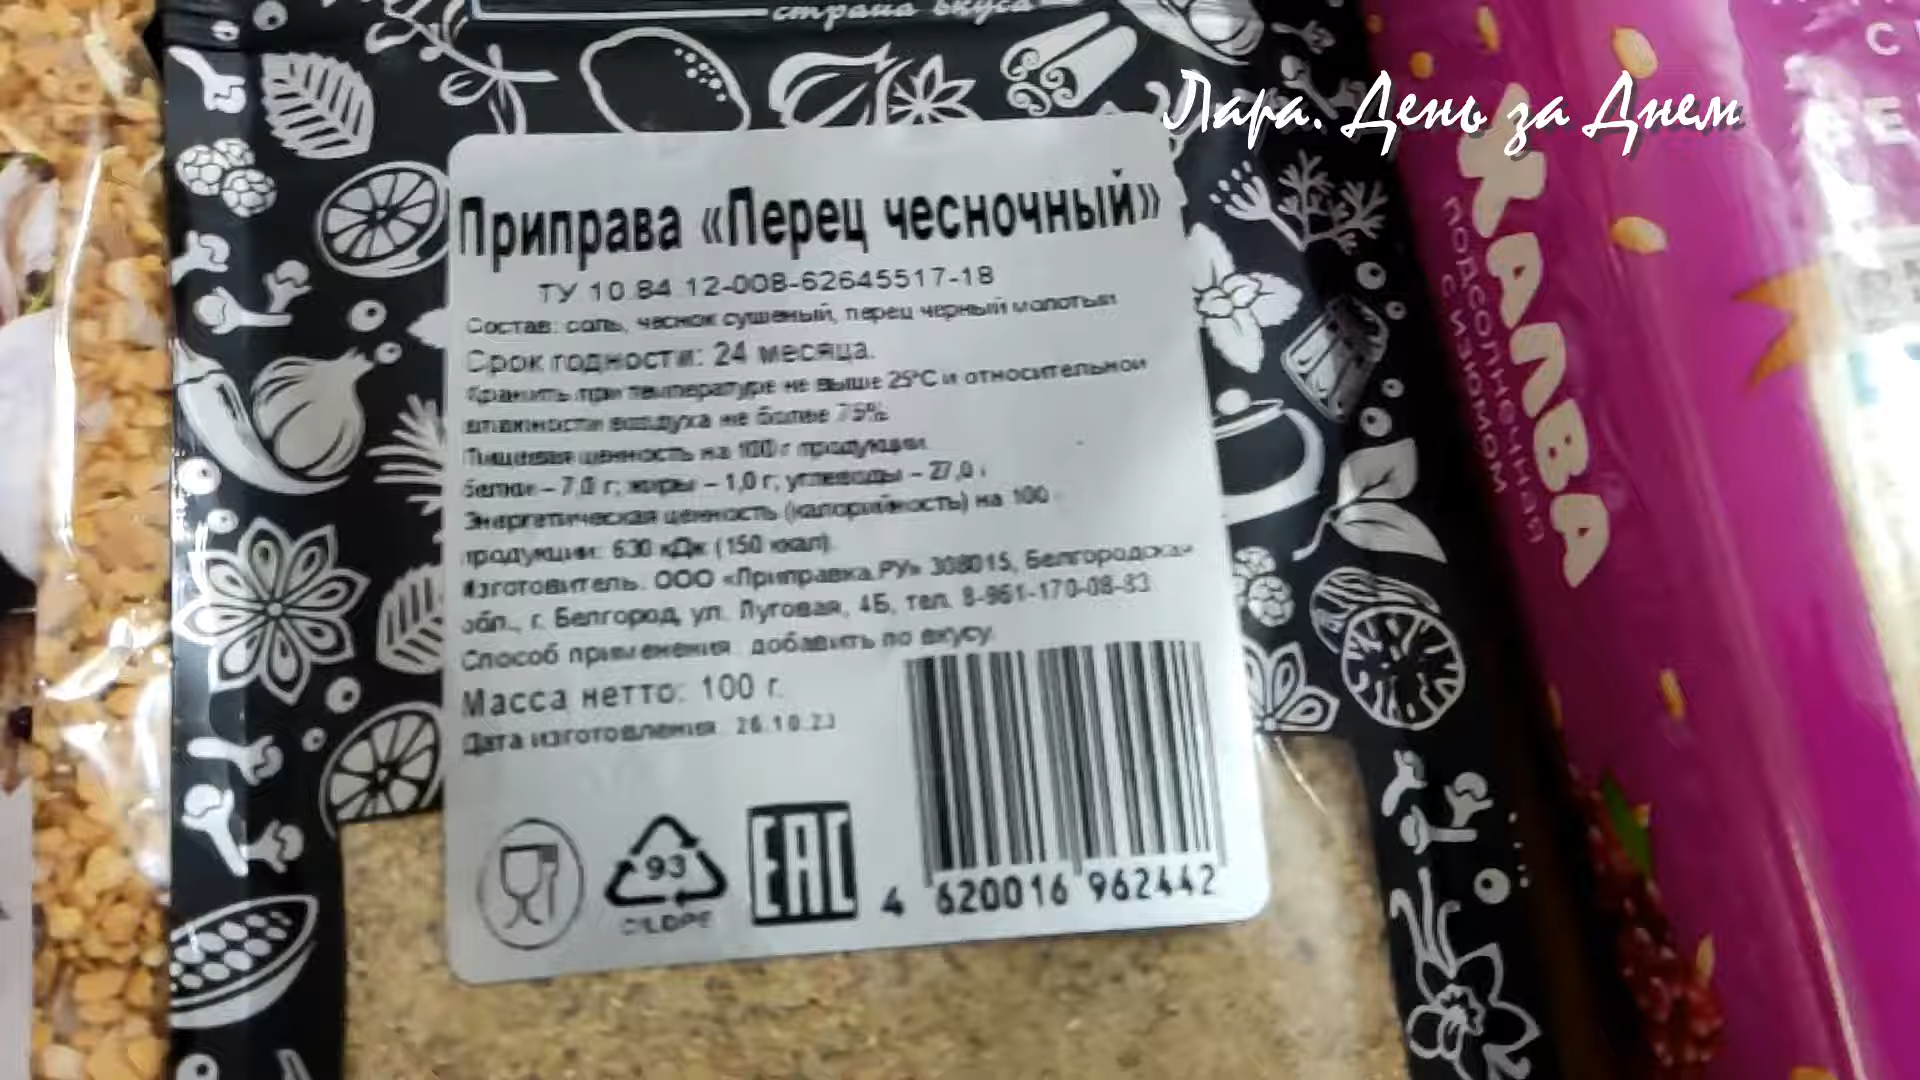 страна вкуса
Лара. День за Днем
Приправа «Перец чесночный»
ТУ 10.84.12-008-62645517-18
Состав: соль, чеснок сушеный, перец черный молотый
Срок годности: 24 месяца.
Хранить при температуре не выше 25°С и относительной
влажности воздуха не более 75%
Пищевая ценность на 100 г продукции:
белки – 7,0 г; жиры – 1,0 г; углеводы – 27,0 г
Энергетическая ценность (калорийность) на 100
продукции: 630 кДж (150 ккал).
Изготовитель: ООО «Приправка.РУ» 308015, Белгородская
обл., г. Белгород, ул. Луговая, 4Б, тел. 8-961-170-08-83
Способ применения: добавить по вкусу.
Масса нетто: 100 г.
Дата изготовления: 26.10.23
93
C/LDPE
EAC
4 620016 962442
ХАЛВА
ПОДСОЛНЕЧНАЯ
С ИЗЮМОМ